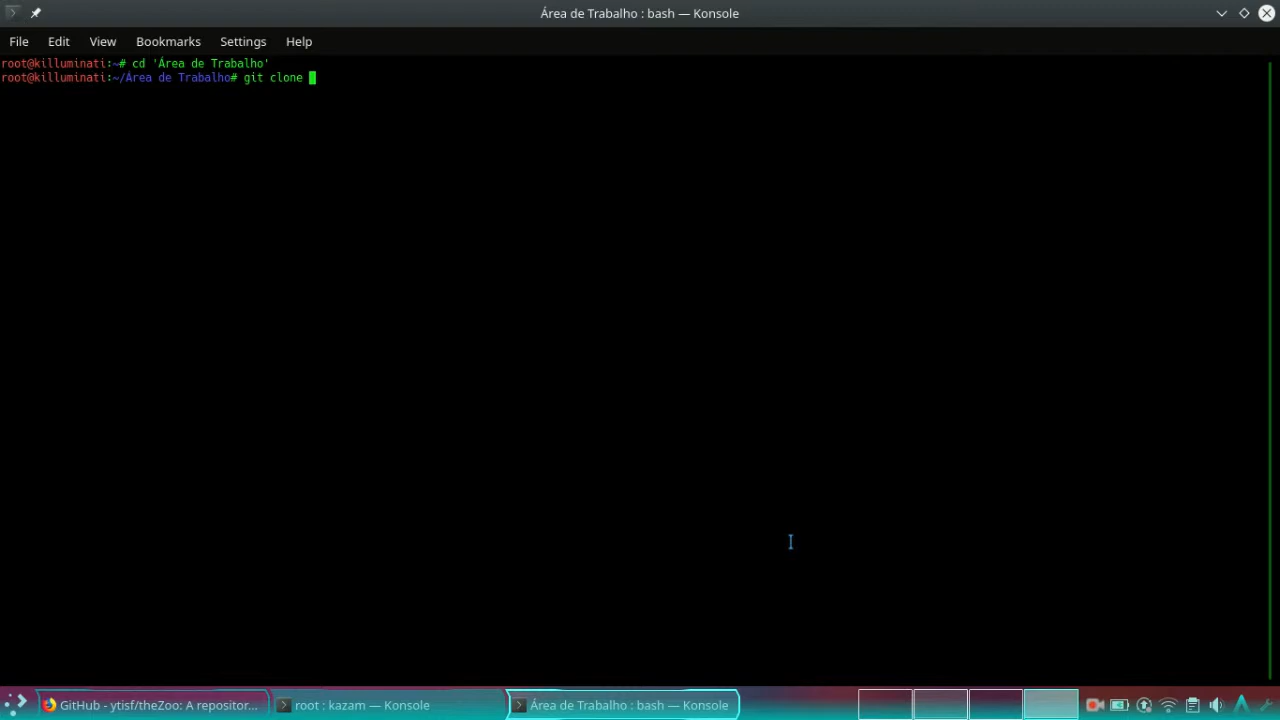 Área de Trabalho : bash — Konsole
File Edit View Bookmarks Settings Help
root@killuminati:~# cd 'Área de Trabalho'
root@killuminati:~/Área de Trabalho# git clone
GitHub - ytisf/theZoo: A repositor...
root : kazam — Konsole
Área de Trabalho : bash — Konsole